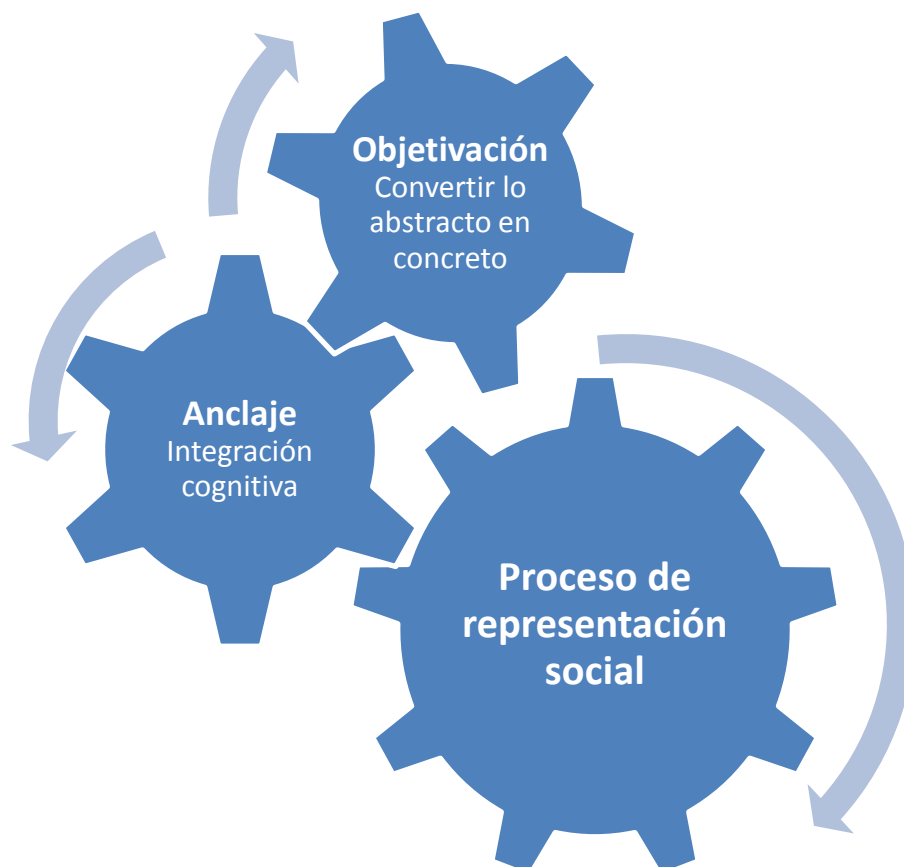 Objetivación
Convertir lo
abstracto en
concreto
Anclaje
Integración
cognitiva
Proceso de
representación
social